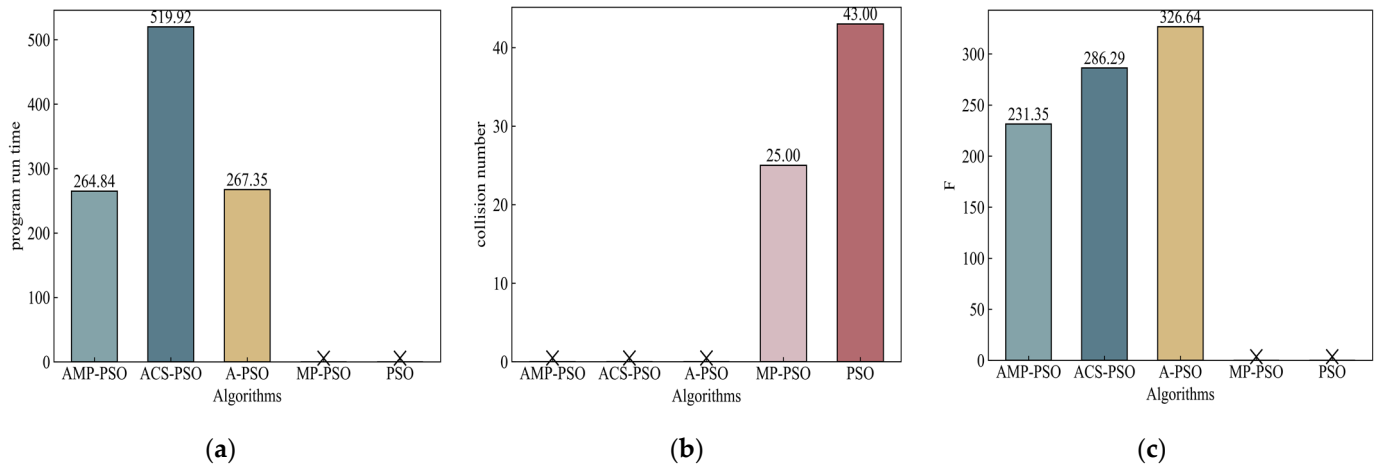 519.92
500
400
300
264.84
267.35
200
100
0
program run time
AMP-PSO ACS-PSO A-PSO MP-PSO PSO
Algorithms
(a)
43.00
40
30
25.00
20
10
0
collision number
AMP-PSO ACS-PSO A-PSO MP-PSO PSO
Algorithms
(b)
326.64
300
286.29
250
231.35
200
150
100
50
0
F
AMP-PSO ACS-PSO A-PSO MP-PSO PSO
Algorithms
(c)